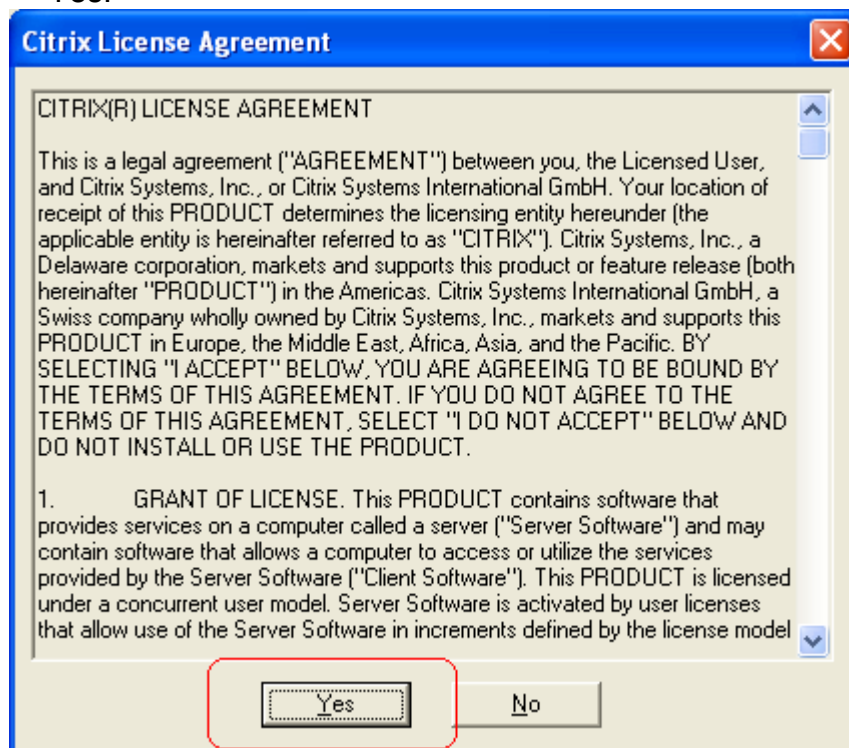 Citrix License Agreement
CITRIX(R) LICENSE AGREEMENT
This is a legal agreement ("AGREEMENT") between you, the Licensed User,
and Citrix Systems, Inc., or Citrix Systems International GmbH. Your location of
receipt of this PRODUCT determines the licensing entity hereunder (the
applicable entity is hereinafter referred to as "CITRIX"). Citrix Systems, Inc., a
Delaware corporation, markets and supports this product or feature release (both
hereinafter "PRODUCT") in the Americas. Citrix Systems International GmbH, a
Swiss company wholly owned by Citrix Systems, Inc., markets and supports this
PRODUCT in Europe, the Middle East, Africa, Asia, and the Pacific. BY
SELECTING "I ACCEPT" BELOW, YOU ARE AGREEING TO BE BOUND BY
THE TERMS OF THIS AGREEMENT. IF YOU DO NOT AGREE TO THE
TERMS OF THIS AGREEMENT, SELECT "I DO NOT ACCEPT" BELOW AND
DO NOT INSTALL OR USE THE PRODUCT.
1. GRANT OF LICENSE. This PRODUCT contains software that
provides services on a computer called a server ("Server Software") and may
contain software that allows a computer to access or utilize the services
provided by the Server Software ("Client Software"). This PRODUCT is licensed
under a concurrent user model. Server Software is activated by user licenses
that allow use of the Server Software in increments defined by the license model
Yes No